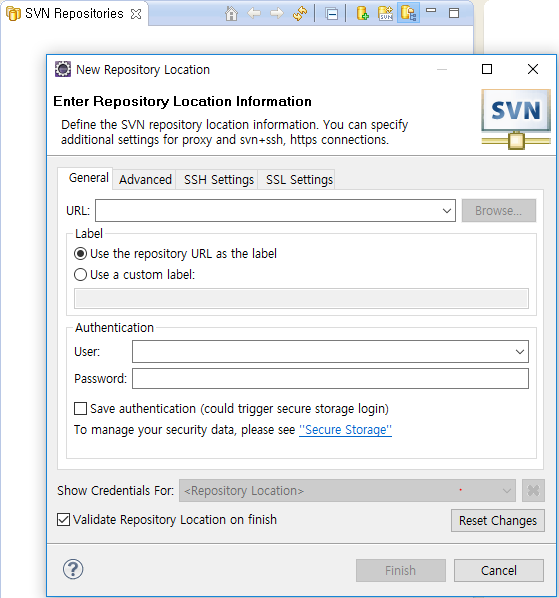 SVN Repositories
SVN
New Repository Location
Enter Repository Location Information
Define the SVN repository location information. You can specify
additional settings for proxy and svn+ssh, https connections.
SVN
General Advanced SSH Settings SSL Settings
URL: Browse...
Label
Use the repository URL as the label
Use a custom label:
Authentication
User:
Password:
Save authentication (could trigger secure storage login)
To manage your security data, please see "Secure Storage"
Show Credentials For: <Repository Location>
Validate Repository Location on finish
Reset Changes
? Finish Cancel